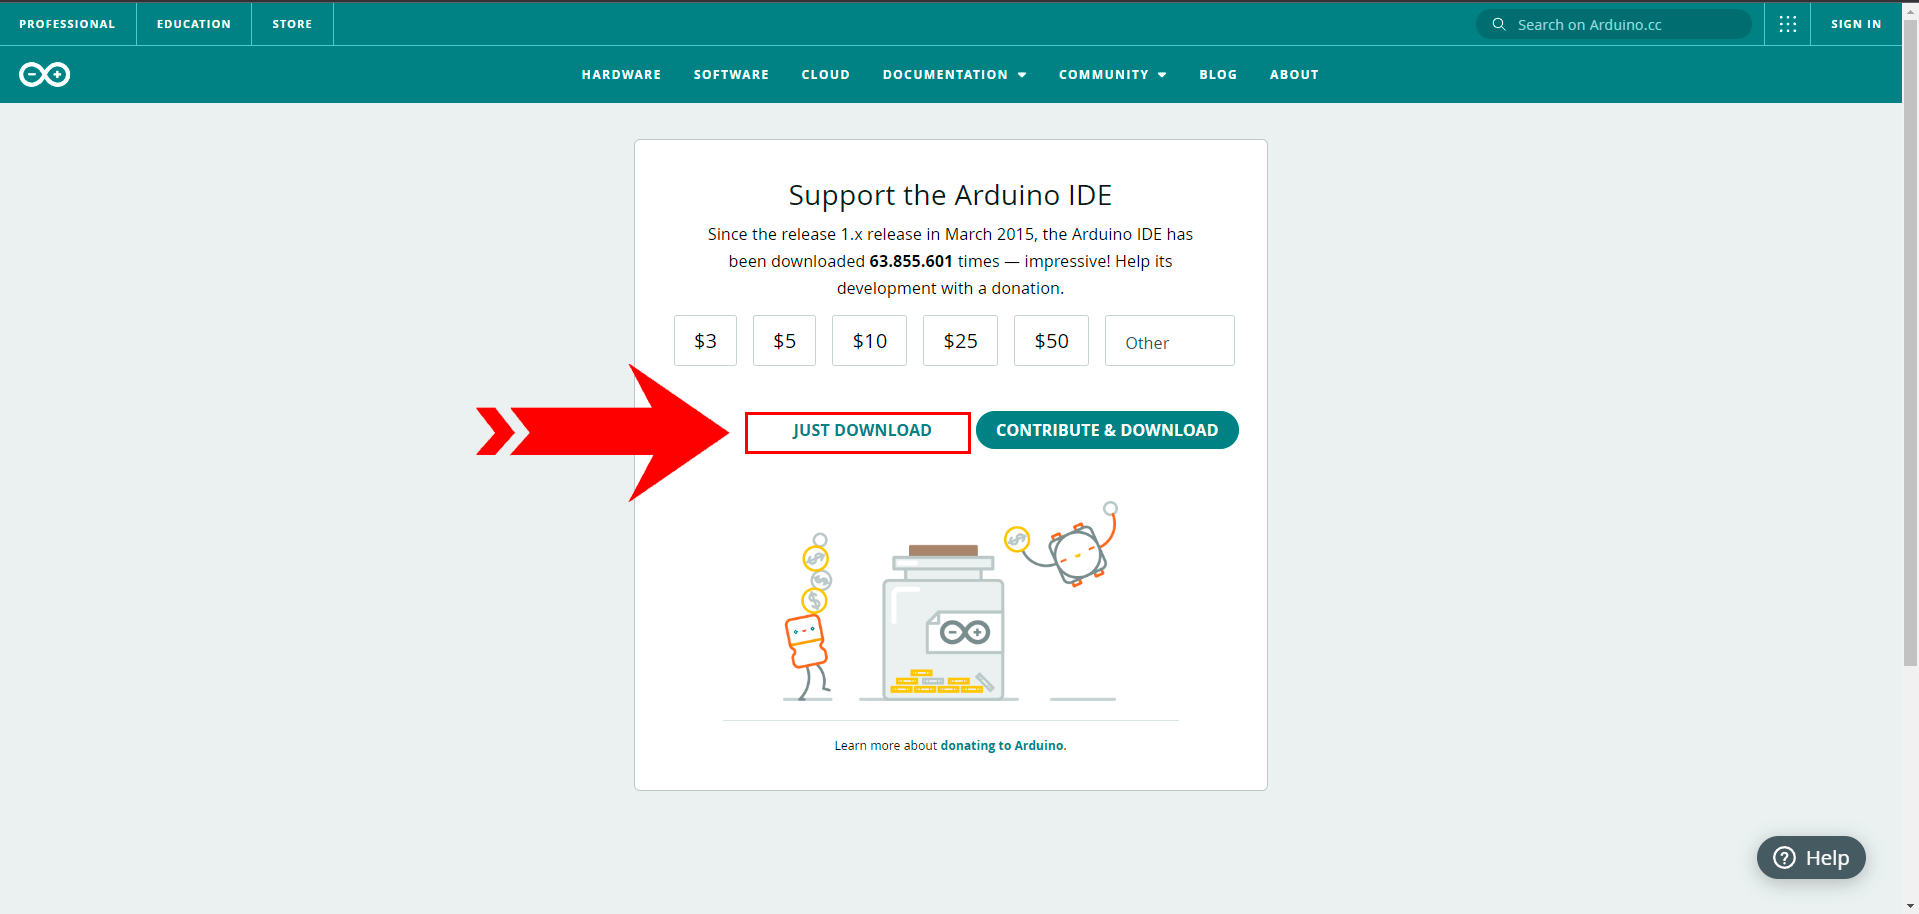 PROFESSIONAL
EDUCATION
STORE
Search on Arduino.cc
SIGN IN
HARDWARE
SOFTWARE
CLOUD
DOCUMENTATION
COMMUNITY
BLOG
ABOUT
Support the Arduino IDE
Since the release 1.x release in March 2015, the Arduino IDE has
been downloaded 63.855.601 times — impressive! Help its
development with a donation.
$3
$5
$10
$25
$50
Other
JUST DOWNLOAD
CONTRIBUTE & DOWNLOAD
Learn more about donating to Arduino.
Help